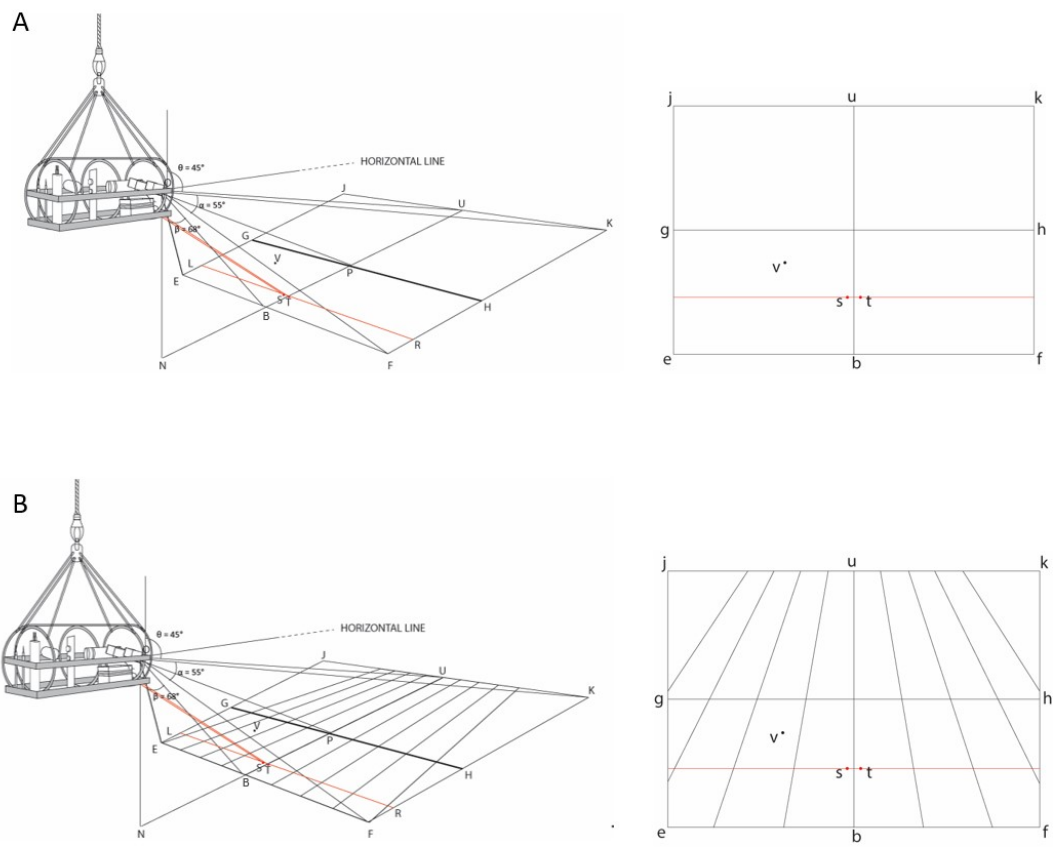 A
j
u
k
θ = 45°
HORIZONTAL LINE
α = 55°
J
β = 68°
U
K
g
h
G
V
L
P
v
E
S T
H
s
t
B
R
N
F
e
b
f
B
j
u
k
θ = 45°
HORIZONTAL LINE
α = 55°
J
β = 68°
U
K
g
h
G
V
L
P
v
E
S T
H
s
t
B
R
N
F
e
b
f